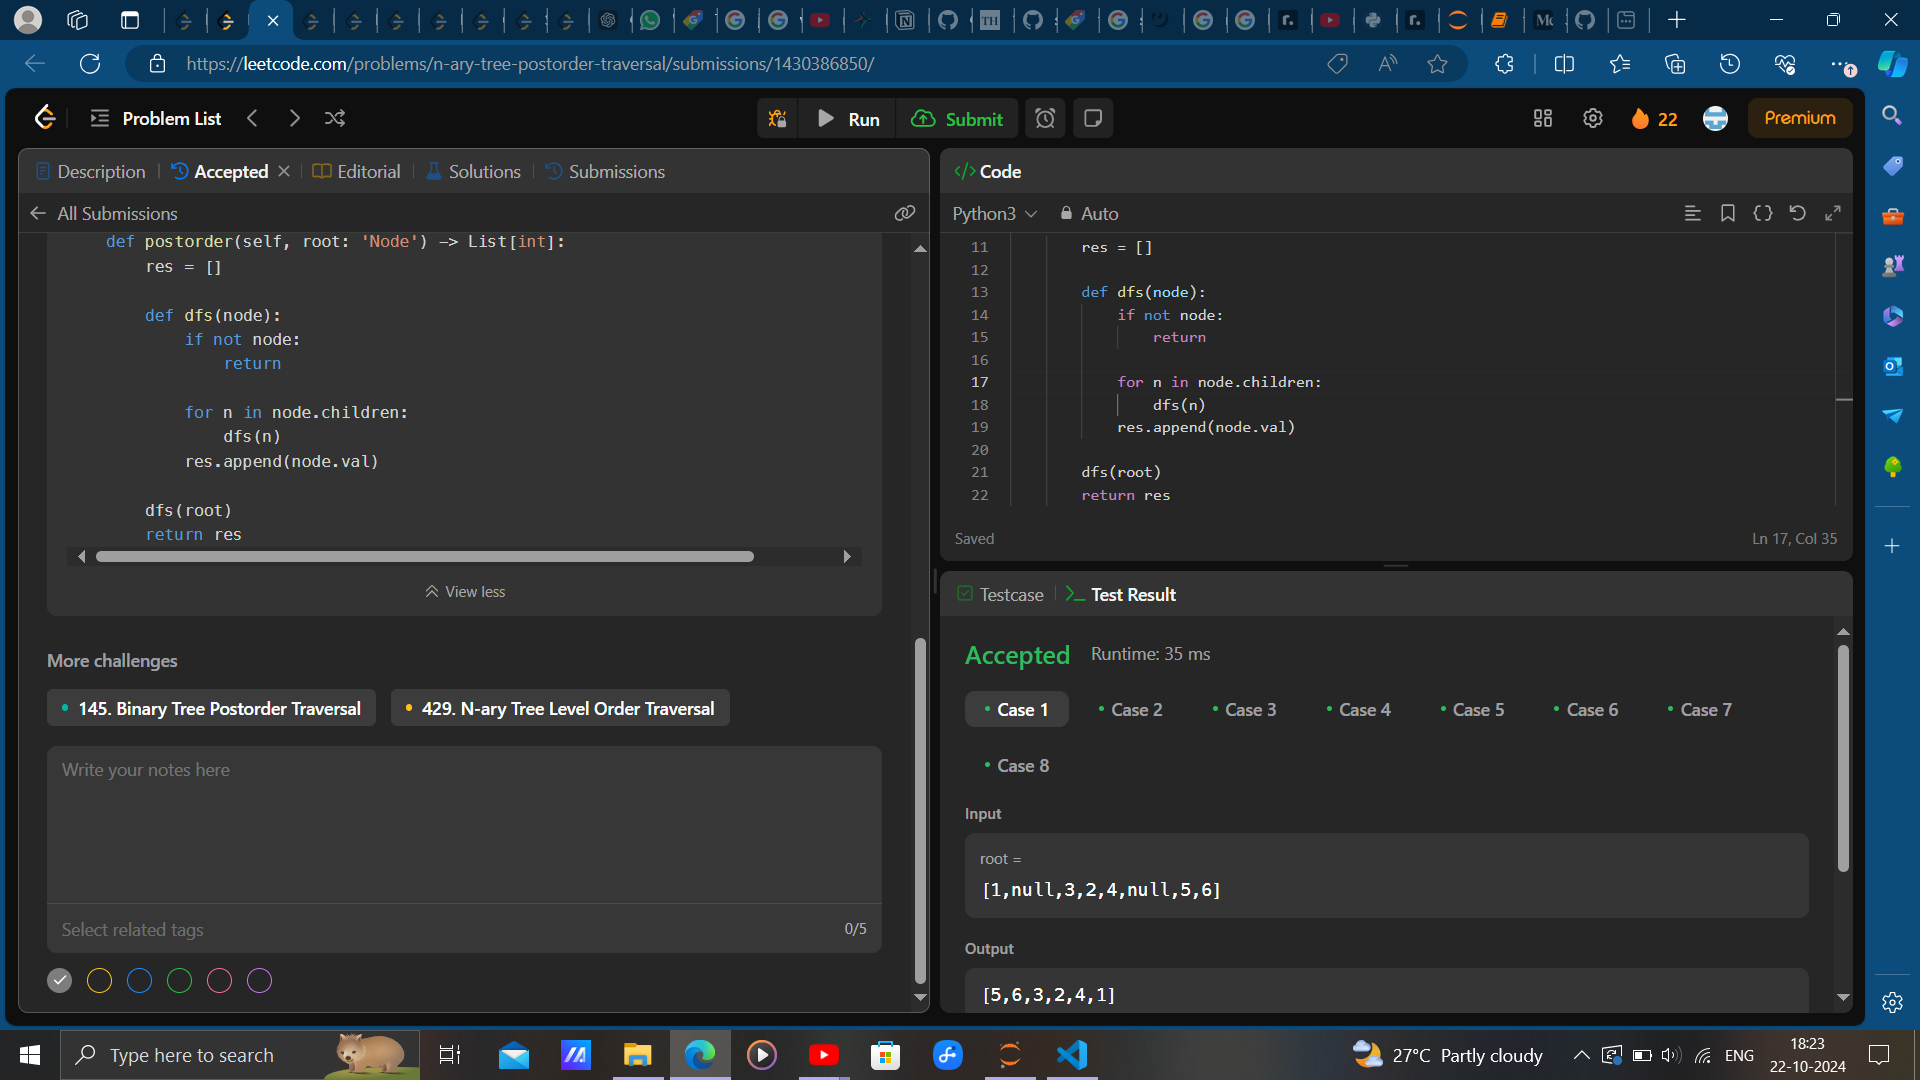 https://leetcode.com/problems/n-ary-tree-postorder-traversal/submissions/1430386850/
Problem List
Run
Submit
22
Premium
Description
Accepted
Editorial
Solutions
Submissions
All Submissions
def postorder(self, root: 'Node') -> List[int]:
res = []
def dfs(node):
if not node:
return
for n in node.children:
dfs(n)
res.append(node.val)
dfs(root)
return res
View less
More challenges
145. Binary Tree Postorder Traversal
429. N-ary Tree Level Order Traversal
Write your notes here
Select related tags
0/5
Code
Python3
Auto
11 res = []
12
13 def dfs(node):
14 if not node:
15 return
16
17 for n in node.children:
18 dfs(n)
19 res.append(node.val)
20
21 dfs(root)
22 return res
Saved
Ln 17, Col 35
Testcase
Test Result
Accepted
Runtime: 35 ms
Case 1
Case 2
Case 3
Case 4
Case 5
Case 6
Case 7
Case 8
Input
root =
[1,null,3,2,4,null,5,6]
Output
[5,6,3,2,4,1]
Type here to search
27°C Partly cloudy
ENG
18:23
22-10-2024